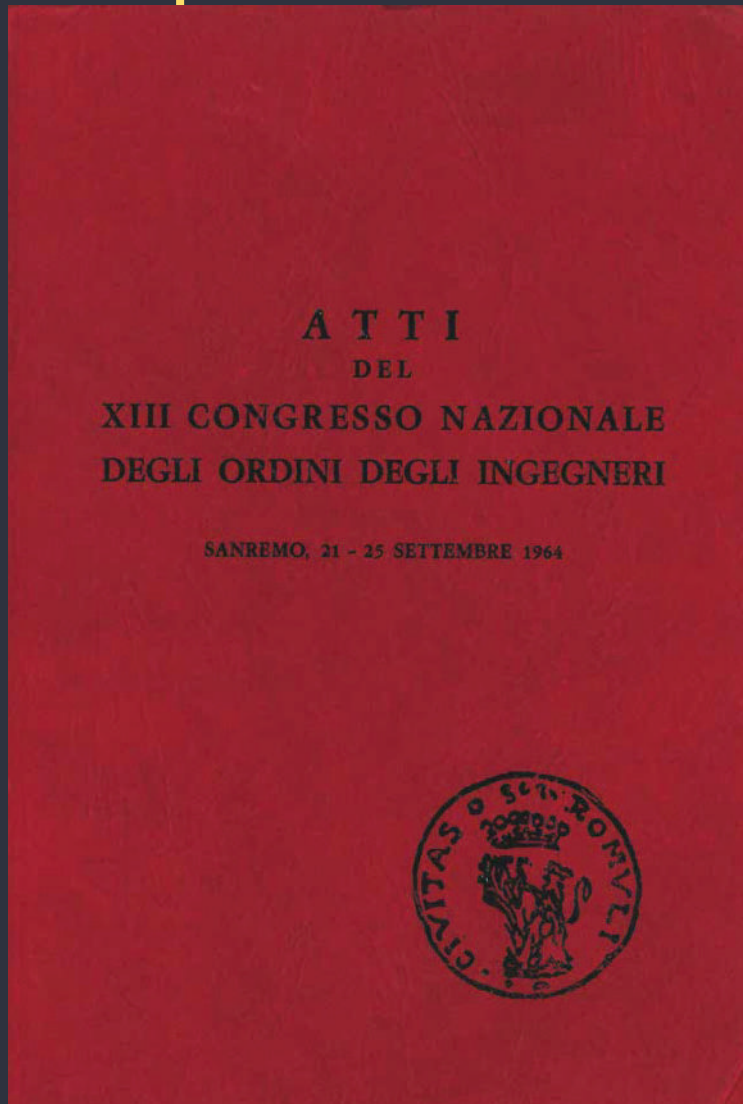 ATTI
DEL
XIII CONGRESSO NAZIONALE
DEGLI ORDINI DEGLI INGEGNERI
SANREMO, 21 - 25 SETTEMBRE 1964
CIVITAS ROMVLI